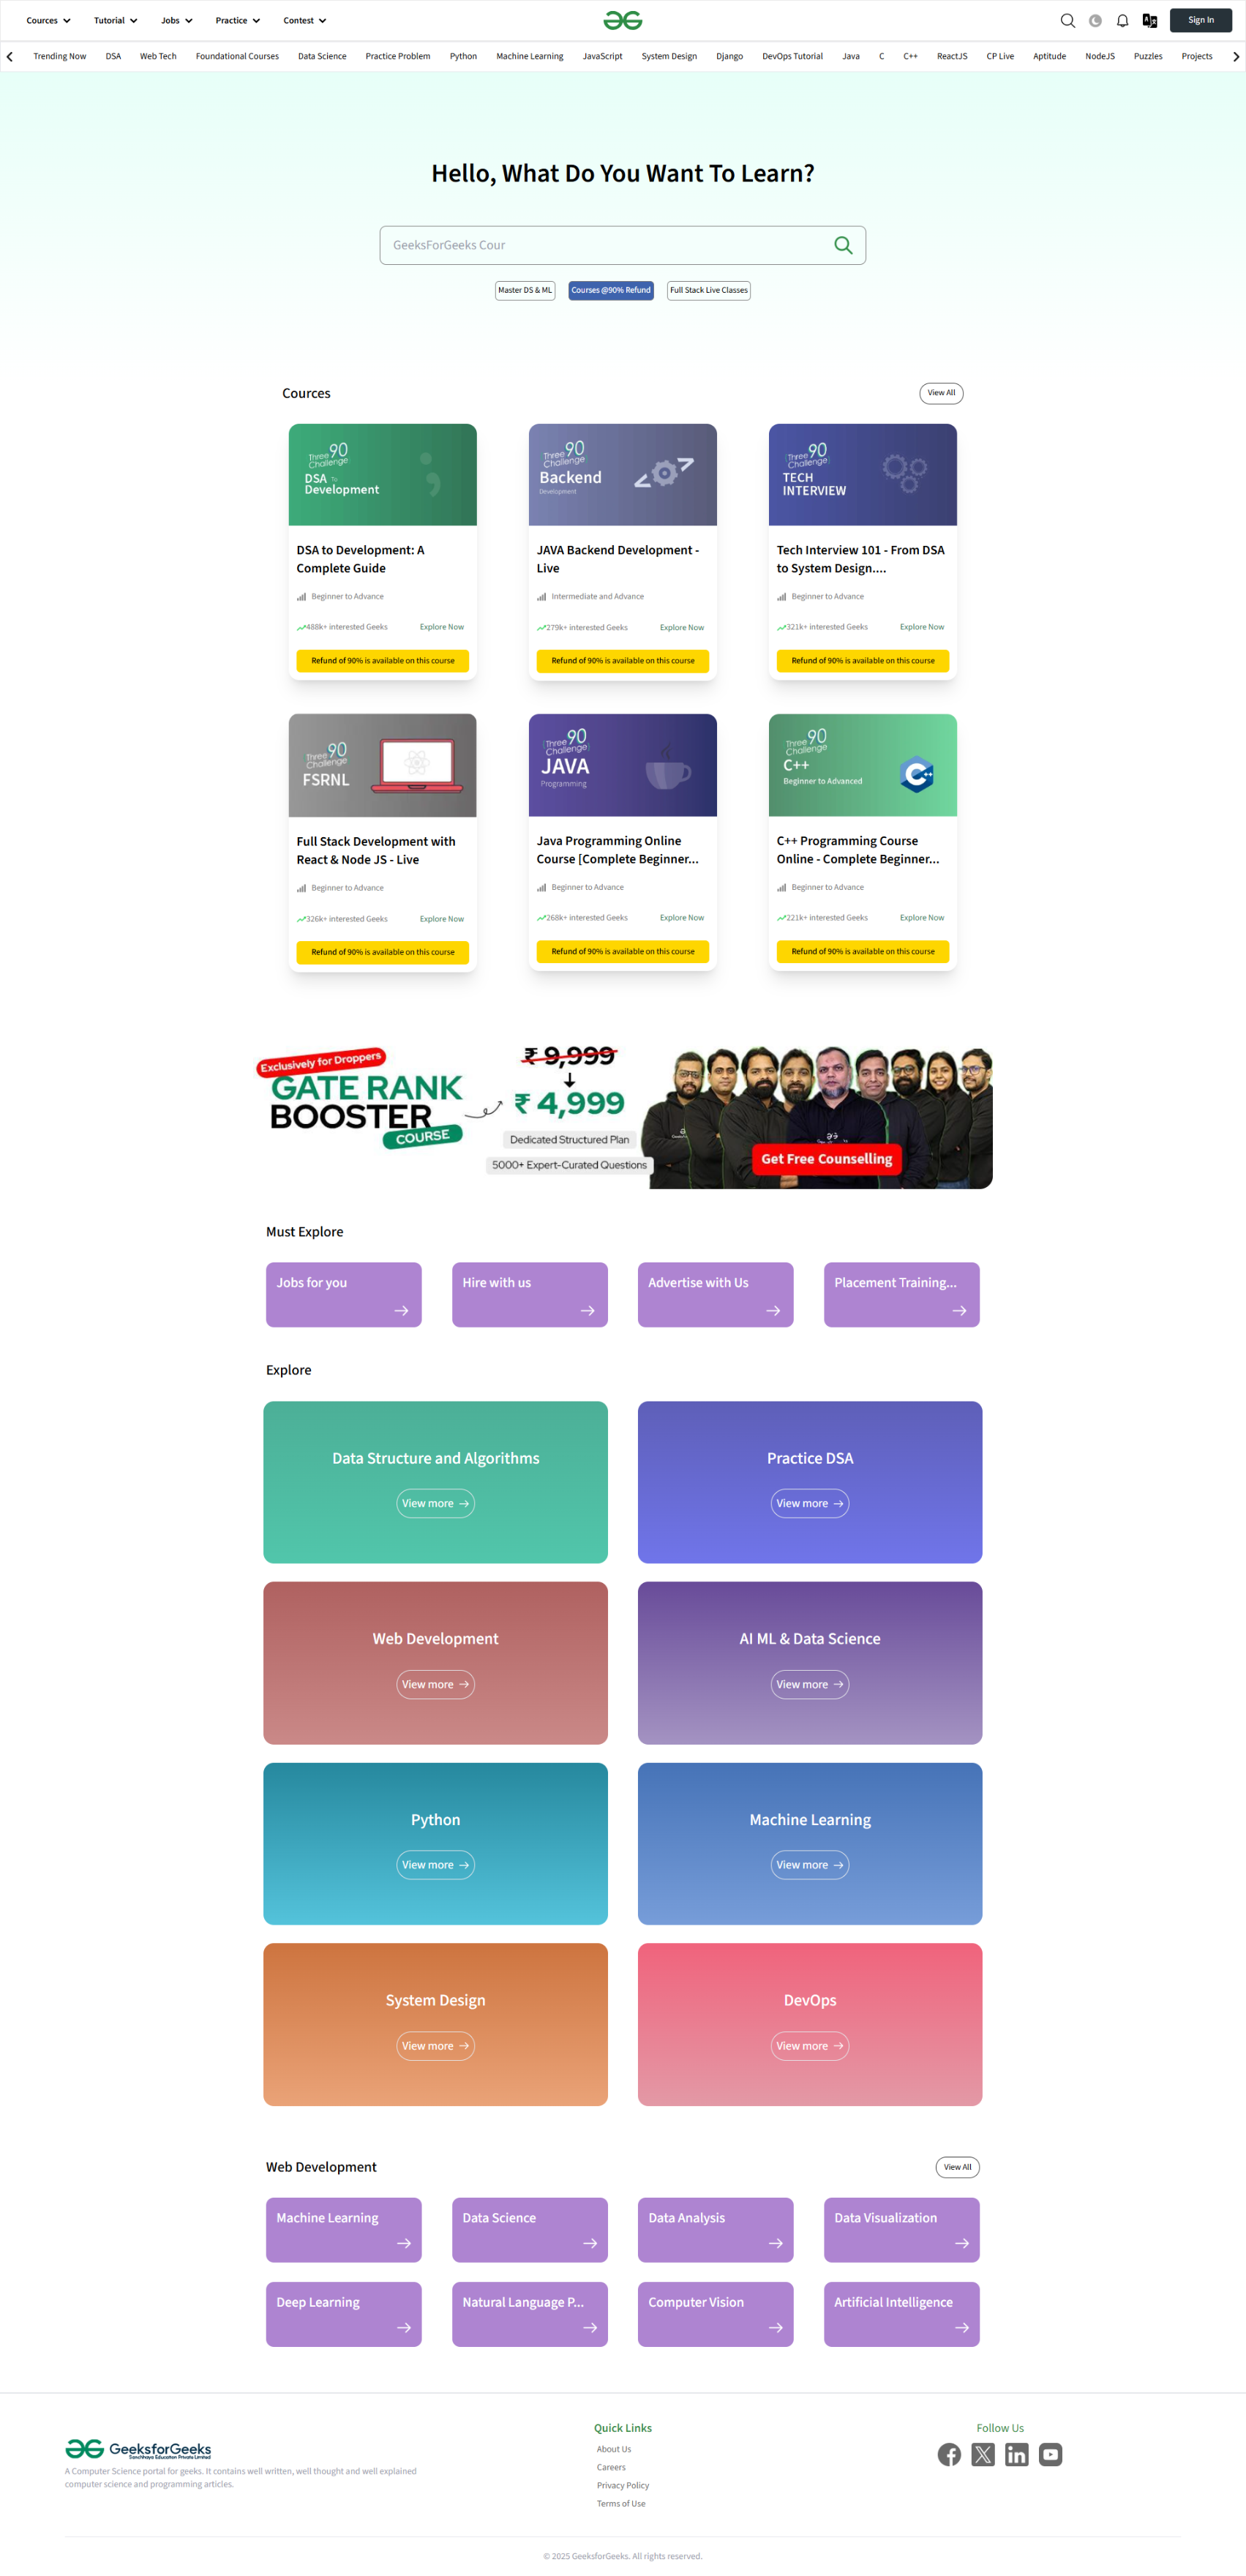 Cources Tutorial Jobs Practice Contest Sign In
Trending Now DSA Web Tech Foundational Courses Data Science Practice Problem Python Machine Learning JavaScript System Design Django DevOps Tutorial Java C C++ ReactJS CP Live Aptitude NodeJS Puzzles Projects
Hello, What Do You Want To Learn?
GeeksForGeeks Cour
Master DS & ML Courses @90% Refund Full Stack Live Classes
Cources View All
Three 90 Challenge
DSA To
Development
DSA to Development: A
Complete Guide
Beginner to Advance
488k+ interested Geeks Explore Now
Refund of 90% is available on this course
Three 90 Challenge
Backend
Development
JAVA Backend Development -
Live
Intermediate and Advance
279k+ interested Geeks Explore Now
Refund of 90% is available on this course
Three 90 Challenge
TECH
INTERVIEW
Tech Interview 101 - From DSA
to System Design....
Beginner to Advance
321k+ interested Geeks Explore Now
Refund of 90% is available on this course
Three 90 Challenge
FSRNL
Full Stack Development with
React & Node JS - Live
Beginner to Advance
326k+ interested Geeks Explore Now
Refund of 90% is available on this course
Three 90 Challenge
JAVA
Programming
Java Programming Online
Course [Complete Beginner...
Beginner to Advance
268k+ interested Geeks Explore Now
Refund of 90% is available on this course
Three 90 Challenge
C++
Beginner to Advanced
C++
C++ Programming Course
Online - Complete Beginner...
Beginner to Advance
221k+ interested Geeks Explore Now
Refund of 90% is available on this course
Exclusively for Droppers
GATE RANK
BOOSTER
COURSE
₹ 9,999
₹ 4,999
Dedicated Structured Plan
5000+ Expert-Curated Questions
Get Free Counselling
Must Explore
Jobs for you Hire with us Advertise with Us Placement Training...
Explore
Data Structure and Algorithms Practice DSA
View more View more
Web Development AI ML & Data Science
View more View more
Python Machine Learning
View more View more
System Design DevOps
View more View more
Web Development View All
Machine Learning Data Science Data Analysis Data Visualization
Deep Learning Natural Language P... Computer Vision Artificial Intelligence
GeeksforGeeks
Sanchhaya Education Private Limited
A Computer Science portal for geeks. It contains well written, well thought and well explained
computer science and programming articles.
Quick Links
About Us
Careers
Privacy Policy
Terms of Use
Follow Us
© 2025 GeeksforGeeks. All rights reserved.